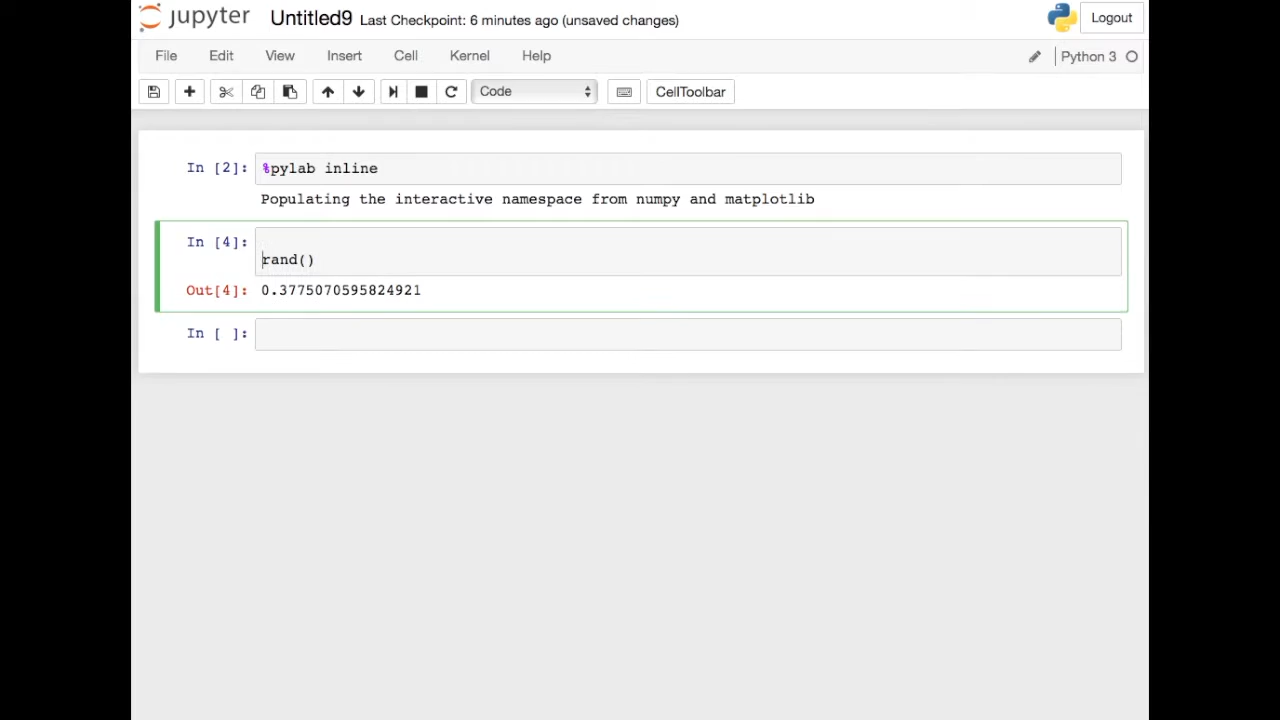 jupyter Untitled9 Last Checkpoint: 6 minutes ago (unsaved changes) Logout
File Edit View Insert Cell Kernel Help Python 3
Code CellToolbar
In [2]: %pylab inline
Populating the interactive namespace from numpy and matplotlib
In [4]:
rand()
Out[4]: 0.3775070595824921
In [ ]: